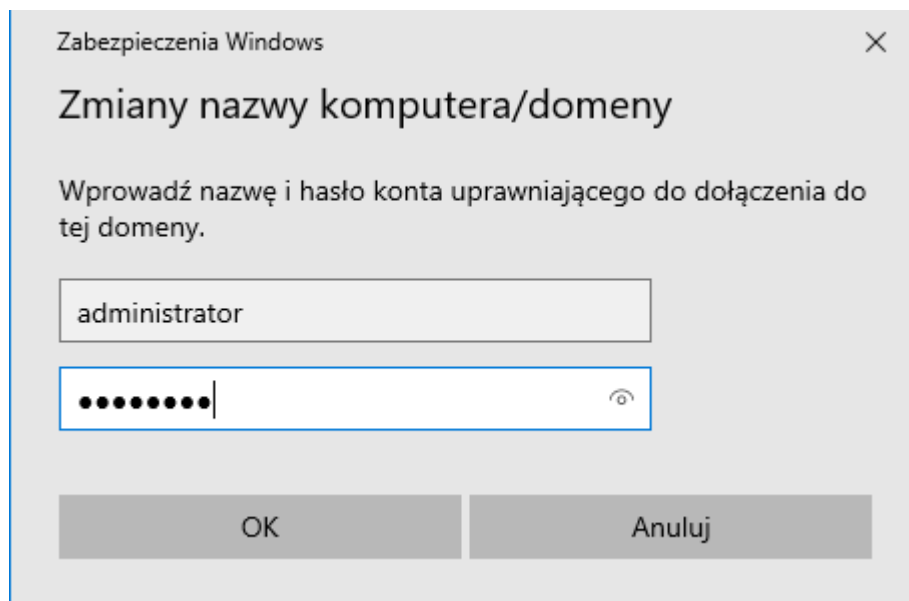 Zabezpieczenia Windows
Zmiany nazwy komputera/domeny
Wprowadź nazwę i hasło konta uprawniającego do dołączenia do
tej domeny.
administrator
••••••••
OK
Anuluj